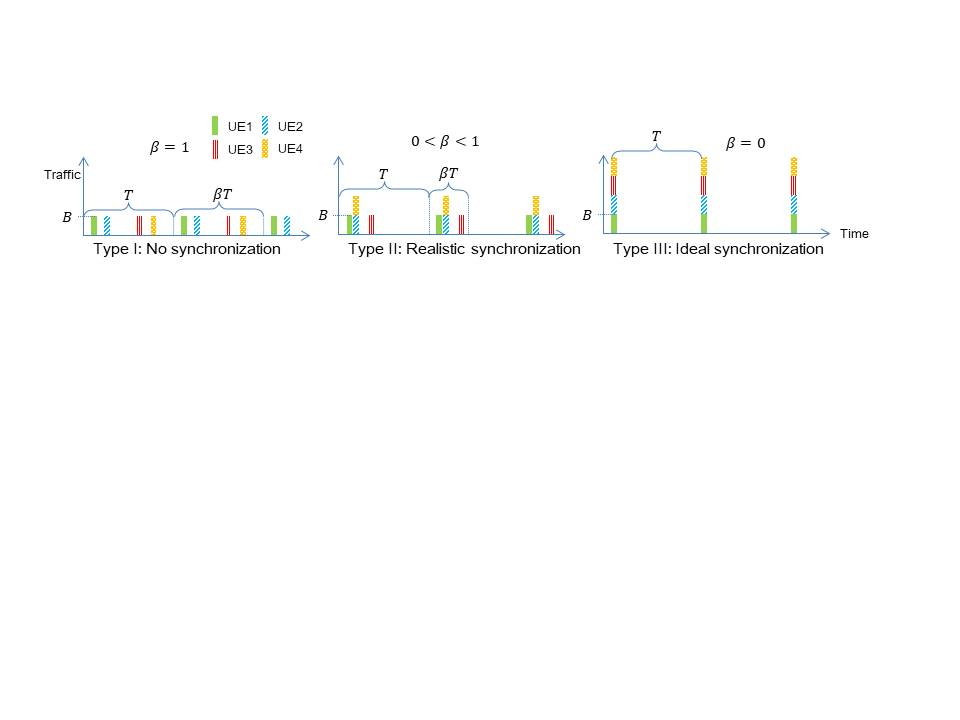 UE1 UE2
β = 1
UE3 UE4
Traffic
T
βT
B
Type I: No synchronization
0 < β < 1
T
βT
B
Type II: Realistic synchronization
T
β = 0
B
Time
Type III: Ideal synchronization